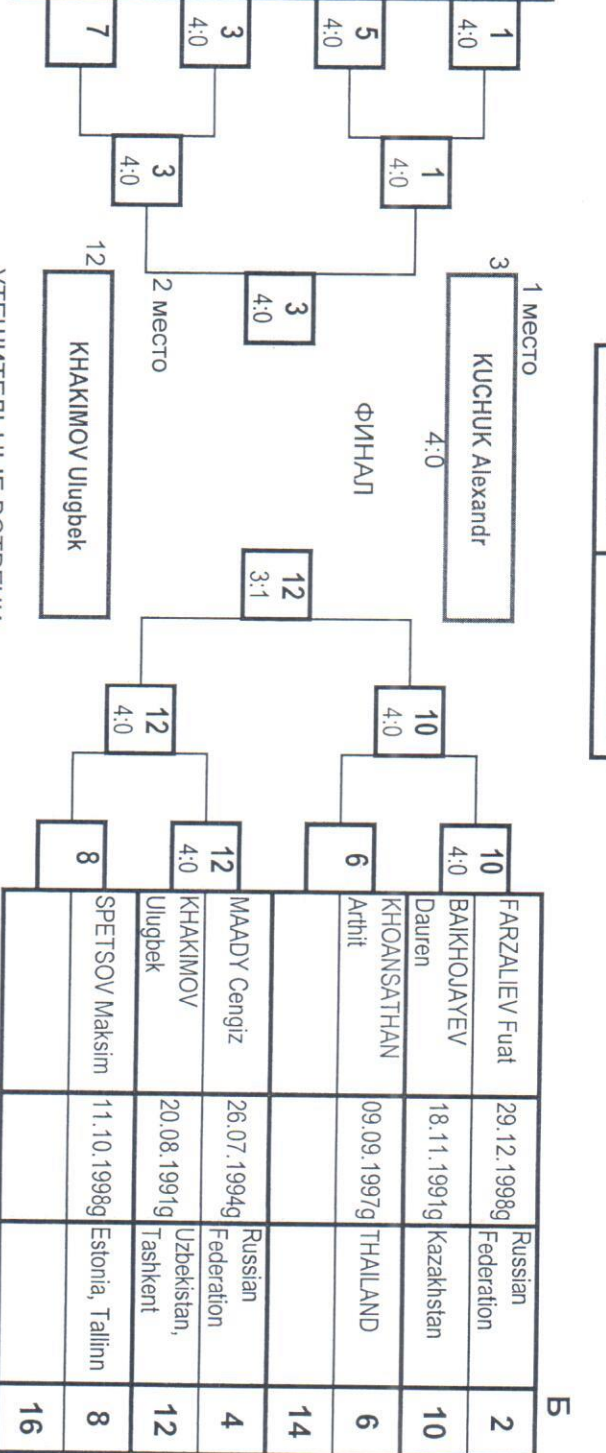 Б
FARZALIEV Fuat 29.12.1998g Russian Federation 2
BAIKHOJAYEV Dauren 18.11.1991g Kazakhstan 10
KHOANSATHAN Arthit 09.09.1997g THAILAND 6
14
MAADY Cengiz 26.07.1994g Russian Federation 4
KHAKIMOV Ulugbek 20.08.1991g Uzbekistan, Tashkent 12
SPETSOV Maksim 11.10.1998g Estonia, Tallinn 8
16
10
4:0
6
12
4:0
8
10
4:0
12
4:0
12
3:1
1 место
3
KUCHUK Alexandr
4:0
ФИНАЛ
2 место
12
KHAKIMOV Ulugbek
3
4:0
1
4:0
3
4:0
1
4:0
5
4:0
3
4:0
7
УТЕШИТЕЛЬНЫЕ ВСТРЕЧИ